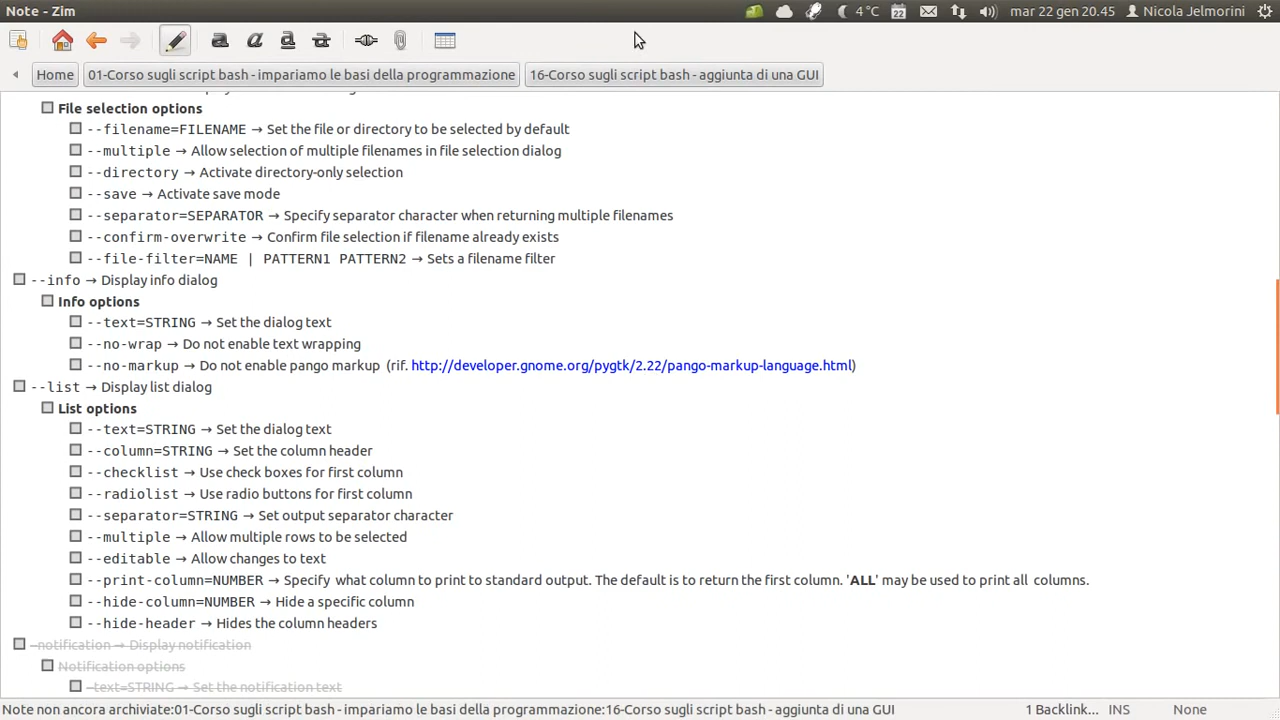 Note - Zim
4 °C
22
mar 22 gen 20.45
Nicola Jelmorini
a a a a
Home
01-Corso sugli script bash - impariamo le basi della programmazione
16-Corso sugli script bash - aggiunta di una GUI
File selection options
--filename=FILENAME → Set the file or directory to be selected by default
--multiple → Allow selection of multiple filenames in file selection dialog
--directory → Activate directory-only selection
--save → Activate save mode
--separator=SEPARATOR → Specify separator character when returning multiple filenames
--confirm-overwrite → Confirm file selection if filename already exists
--file-filter=NAME | PATTERN1 PATTERN2 → Sets a filename filter
--info → Display info dialog
Info options
--text=STRING → Set the dialog text
--no-wrap → Do not enable text wrapping
--no-markup → Do not enable pango markup (rif. http://developer.gnome.org/pygtk/2.22/pango-markup-language.html)
--list → Display list dialog
List options
--text=STRING → Set the dialog text
--column=STRING → Set the column header
--checklist → Use check boxes for first column
--radiolist → Use radio buttons for first column
--separator=STRING → Set output separator character
--multiple → Allow multiple rows to be selected
--editable → Allow changes to text
--print-column=NUMBER → Specify what column to print to standard output. The default is to return the first column. 'ALL' may be used to print all columns.
--hide-column=NUMBER → Hide a specific column
--hide-header → Hides the column headers
--notification → Display notification
Notification options
--text=STRING → Set the notification text
Note non ancora archiviate:01-Corso sugli script bash - impariamo le basi della programmazione:16-Corso sugli script bash - aggiunta di una GUI
1 Backlink...
INS
None